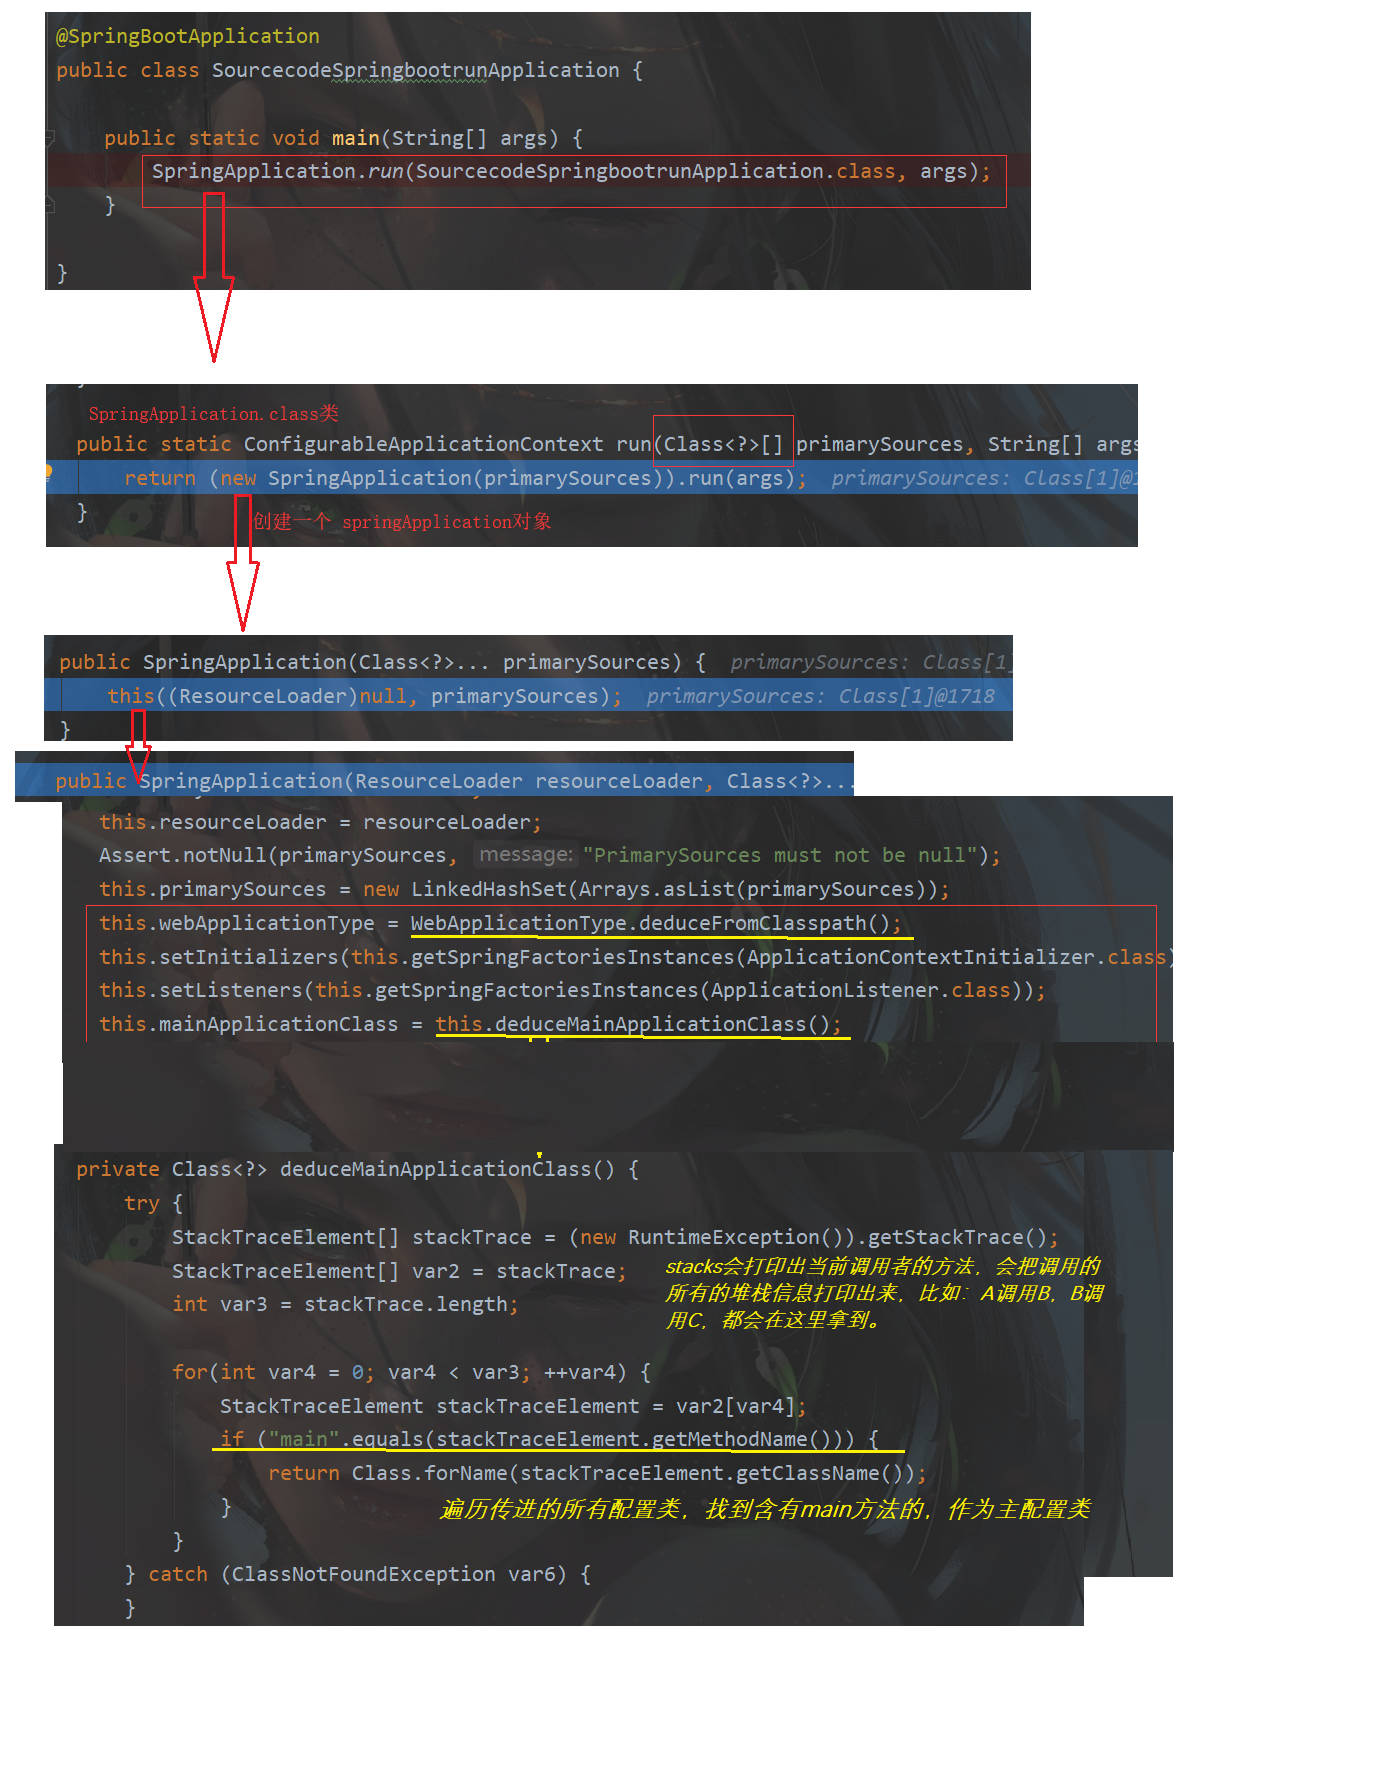 @SpringBootApplication
public class SourcecodeSpringbootrunApplication {
public static void main(String[] args) {
SpringApplication.run(SourcecodeSpringbootrunApplication.class, args);
}
}
SpringApplication.class类
public static ConfigurableApplicationContext run(Class<?>[] primarySources, String[] args
return (new SpringApplication(primarySources)).run(args); primarySources: Class[1]@1
}
创建一个 springApplication对象
public SpringApplication(Class<?>... primarySources) { primarySources: Class[1]
this((ResourceLoader)null, primarySources); primarySources: Class[1]@1718
}
public SpringApplication(ResourceLoader resourceLoader, Class<?>...
this.resourceLoader = resourceLoader;
Assert.notNull(primarySources, message: "PrimarySources must not be null");
this.primarySources = new LinkedHashSet(Arrays.asList(primarySources));
this.webApplicationType = WebApplicationType.deduceFromClasspath();
this.setInitializers(this.getSpringFactoriesInstances(ApplicationContextInitializer.class)
this.setListeners(this.getSpringFactoriesInstances(ApplicationListener.class));
this.mainApplicationClass = this.deduceMainApplicationClass();
private Class<?> deduceMainApplicationClass() {
try {
StackTraceElement[] stackTrace = (new RuntimeException()).getStackTrace();
StackTraceElement[] var2 = stackTrace;
int var3 = stackTrace.length;
stacks会打印出当前调用者的方法，会把调用的
所有的堆栈信息打印出来，比如：A调用B，B调
用C，都会在这里拿到。
for(int var4 = 0; var4 < var3; ++var4) {
StackTraceElement stackTraceElement = var2[var4];
if ("main".equals(stackTraceElement.getMethodName())) {
return Class.forName(stackTraceElement.getClassName());
}
遍历传进的所有配置类，找到含有main方法的，作为主配置类
}
} catch (ClassNotFoundException var6) {
}